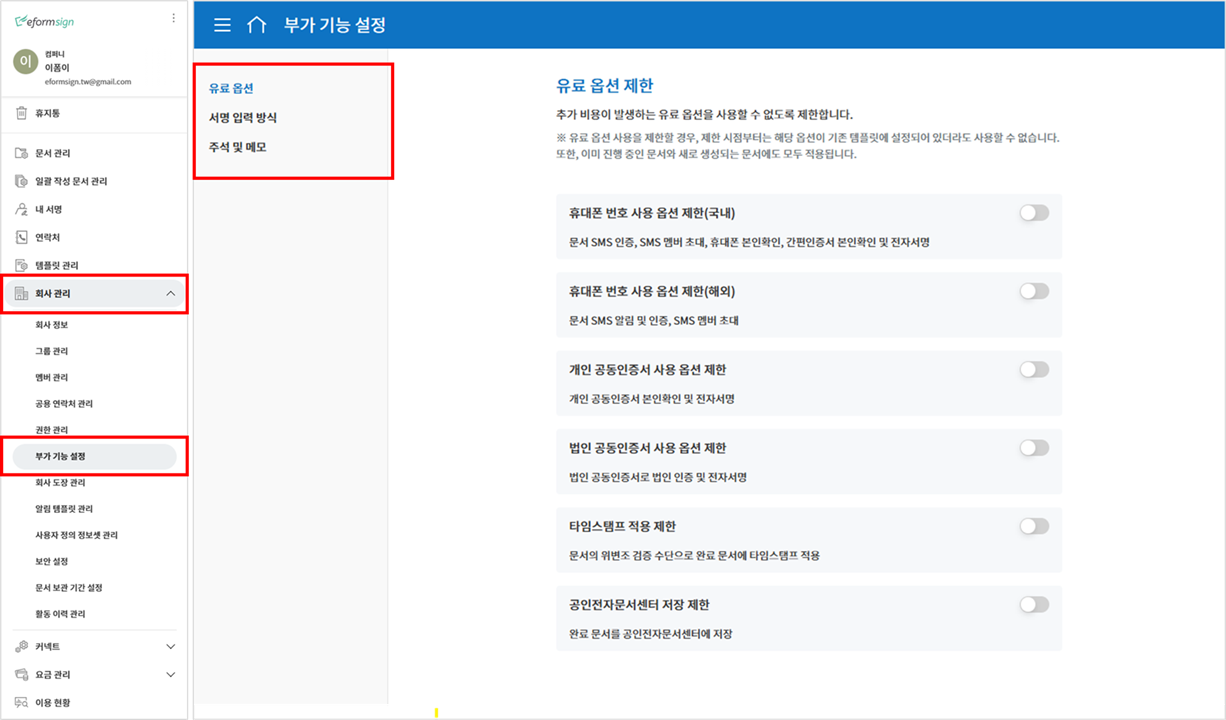 eformsign
이
컴퍼니
이폼이
eformsign.tw@gmail.com
휴지통
문서 관리
일괄 작성 문서 관리
내 서명
연락처
템플릿 관리
회사 관리
회사 정보
그룹 관리
멤버 관리
공용 연락처 관리
권한 관리
부가 기능 설정
회사 도장 관리
알림 템플릿 관리
사용자 정의 정보셋 관리
보안 설정
문서 보관 기간 설정
활동 이력 관리
커넥트
요금 관리
이용 현황
부가 기능 설정
유료 옵션
서명 입력 방식
주석 및 메모
유료 옵션 제한
추가 비용이 발생하는 유료 옵션을 사용할 수 없도록 제한합니다.
※ 유료 옵션 사용을 제한할 경우, 제한 시점부터는 해당 옵션이 기존 템플릿에 설정되어 있더라도 사용할 수 없습니다.
또한, 이미 진행 중인 문서와 새로 생성되는 문서에도 모두 적용됩니다.
휴대폰 번호 사용 옵션 제한(국내)
문서 SMS 인증, SMS 멤버 초대, 휴대폰 본인확인, 간편인증서 본인확인 및 전자서명
휴대폰 번호 사용 옵션 제한(해외)
문서 SMS 알림 및 인증, SMS 멤버 초대
개인 공동인증서 사용 옵션 제한
개인 공동인증서 본인확인 및 전자서명
법인 공동인증서 사용 옵션 제한
법인 공동인증서로 법인 인증 및 전자서명
타임스탬프 적용 제한
문서의 위변조 검증 수단으로 완료 문서에 타임스탬프 적용
공인전자문서센터 저장 제한
완료 문서를 공인전자문서센터에 저장